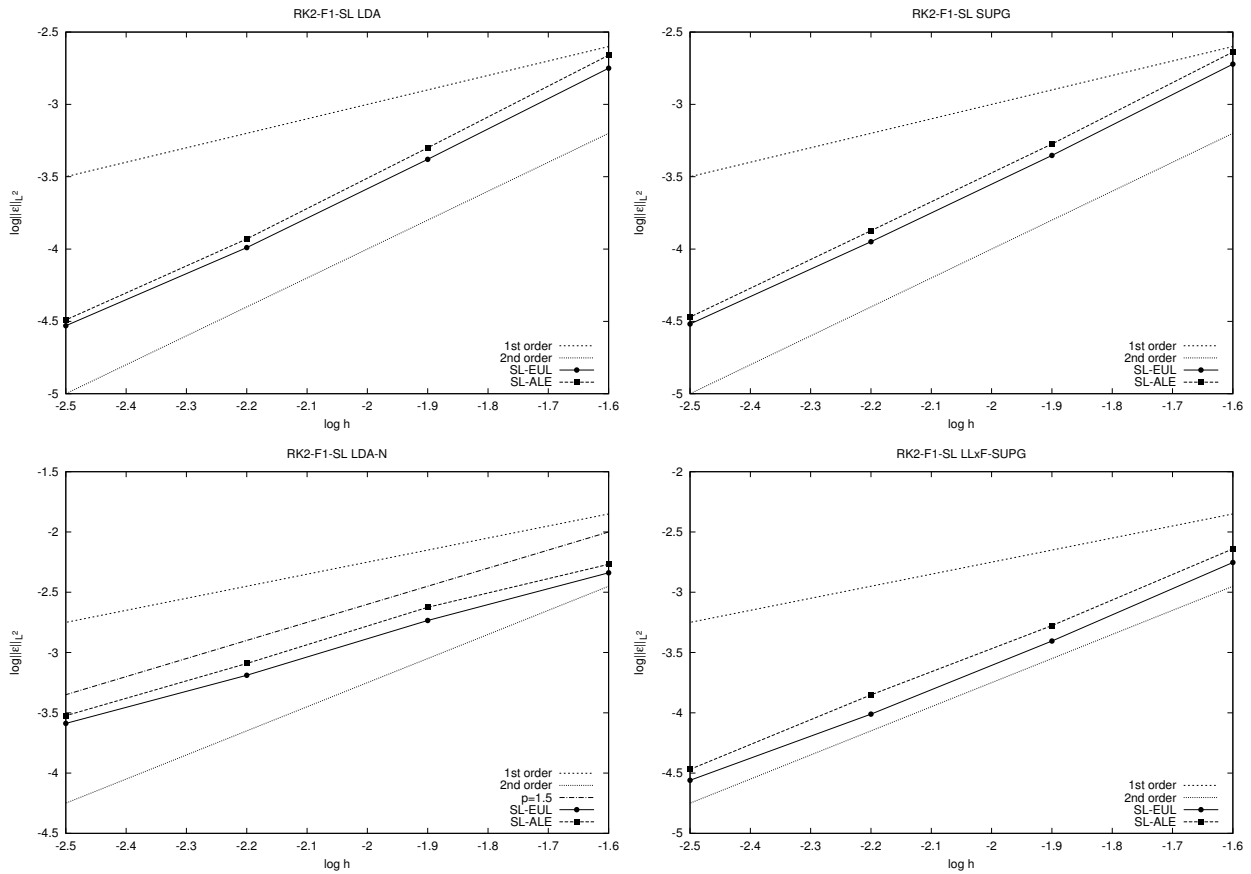 RK2-F1-SL LDA
-2.5
-3
-3.5
-4
-4.5
-5
log||ε||L²
1st order
2nd order
SL-EUL
SL-ALE
-2.5 -2.4 -2.3 -2.2 -2.1 -2 -1.9 -1.8 -1.7 -1.6
log h
RK2-F1-SL SUPG
-2.5
-3
-3.5
-4
-4.5
-5
log||ε||L²
1st order
2nd order
SL-EUL
SL-ALE
-2.5 -2.4 -2.3 -2.2 -2.1 -2 -1.9 -1.8 -1.7 -1.6
log h
RK2-F1-SL LDA-N
-1.5
-2
-2.5
-3
-3.5
-4
-4.5
log||ε||L²
1st order
2nd order
p=1.5
SL-EUL
SL-ALE
-2.5 -2.4 -2.3 -2.2 -2.1 -2 -1.9 -1.8 -1.7 -1.6
log h
RK2-F1-SL LLxF-SUPG
-2
-2.5
-3
-3.5
-4
-4.5
-5
log||ε||L²
1st order
2nd order
SL-EUL
SL-ALE
-2.5 -2.4 -2.3 -2.2 -2.1 -2 -1.9 -1.8 -1.7 -1.6
log h